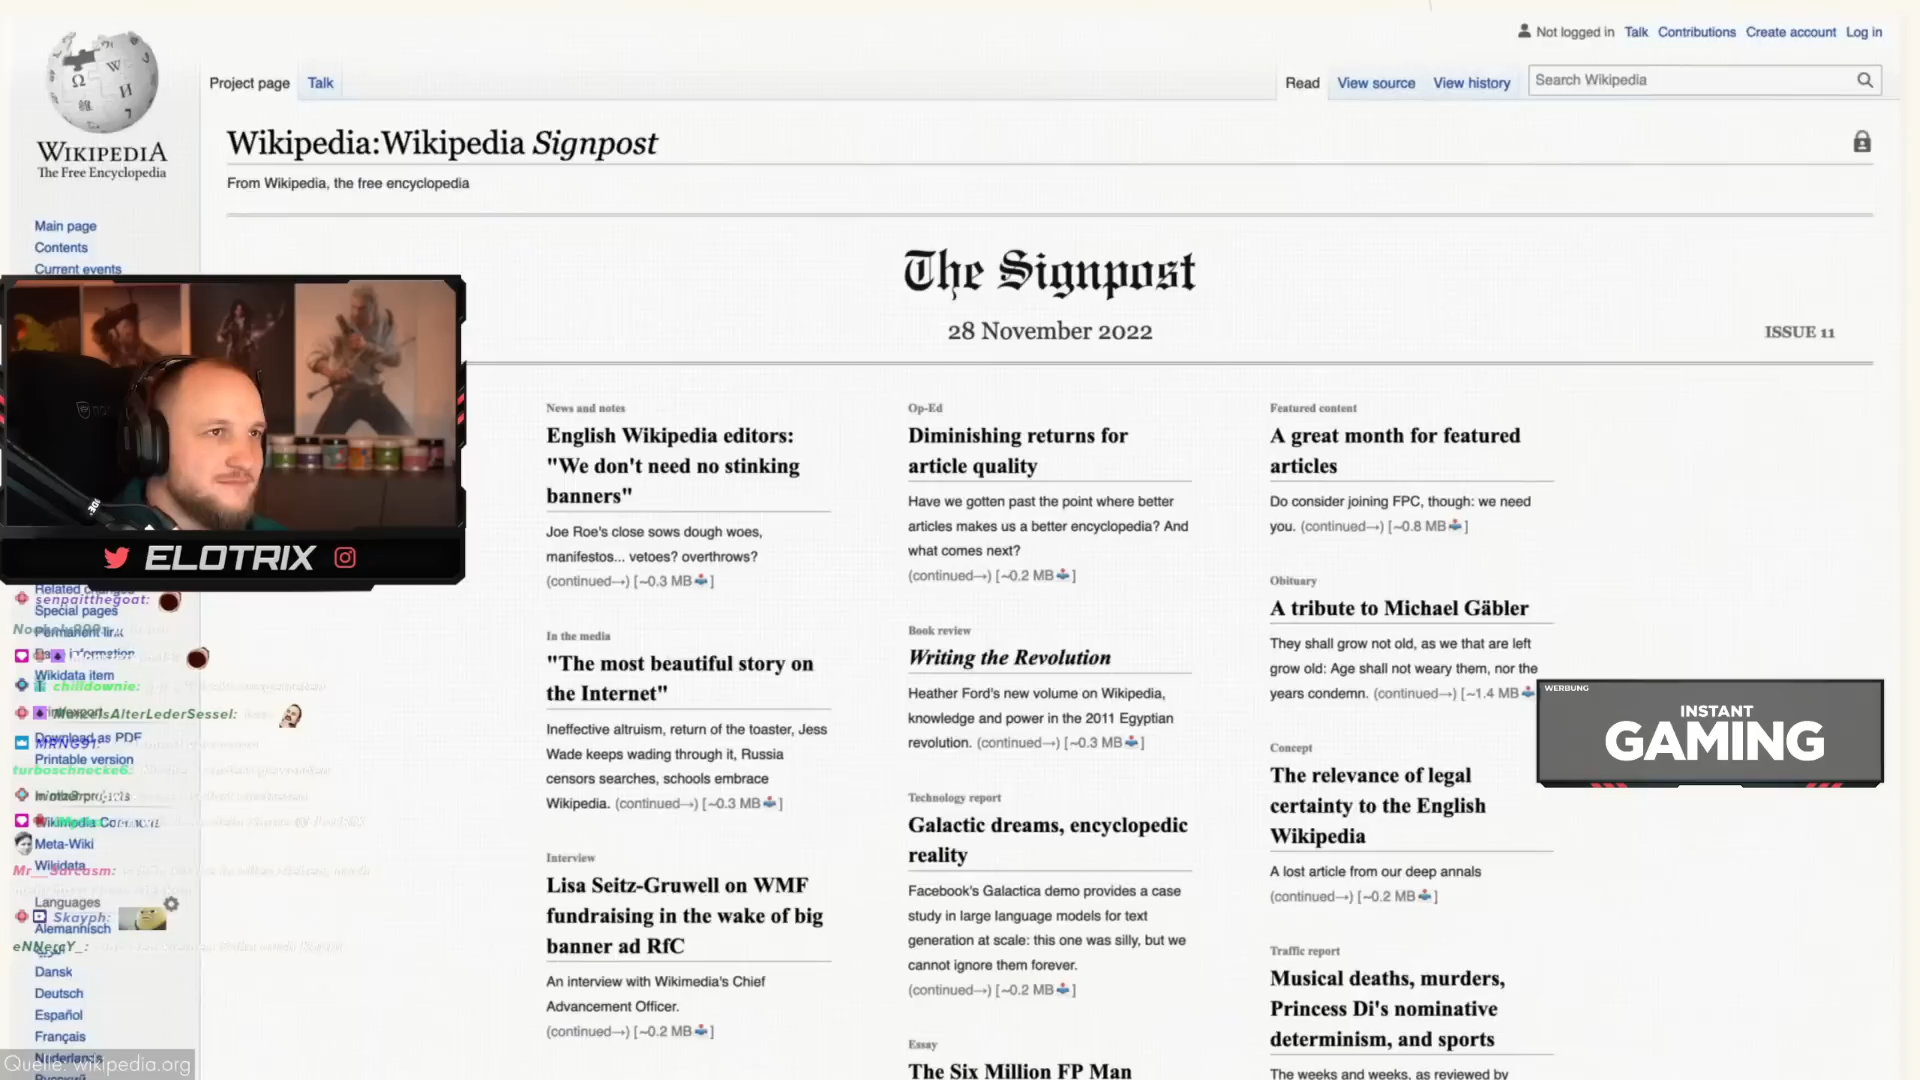 Not logged in Talk Contributions Create account Log in
Project page Talk
Read View source View history Search Wikipedia
WIKIPEDIA
The Free Encyclopedia
Wikipedia:Wikipedia Signpost
From Wikipedia, the free encyclopedia
Main page
Contents
Current events
The Signpost
28 November 2022
ISSUE 11
ELOTRIX
Related
senpaitthegoat:
Special pages
Wikidata item
chilldownie:
MarcelsAlterLederSessel:
Download as PDF
MRNG91:
Printable version
Meta-Wiki
Wikidata
Mr__Sarcasm:
Languages
Skayph:
Alemannisch
eNNergY_:
Dansk
Deutsch
Español
Français
Nederlands
Quelle: wikipedia.org
News and notes
English Wikipedia editors:
"We don't need no stinking
banners"
Joe Roe's close sows dough woes,
manifestos... vetoes? overthrows?
(continued→) [~0.3 MB]
In the media
"The most beautiful story on
the Internet"
Ineffective altruism, return of the toaster, Jess
Wade keeps wading through it, Russia
censors searches, schools embrace
Wikipedia. (continued→) [~0.3 MB]
Interview
Lisa Seitz-Gruwell on WMF
fundraising in the wake of big
banner ad RfC
An interview with Wikimedia's Chief
Advancement Officer.
(continued→) [~0.2 MB]
Op-Ed
Diminishing returns for
article quality
Have we gotten past the point where better
articles makes us a better encyclopedia? And
what comes next?
(continued→) [~0.2 MB]
Book review
Writing the Revolution
Heather Ford's new volume on Wikipedia,
knowledge and power in the 2011 Egyptian
revolution. (continued→) [~0.3 MB]
Technology report
Galactic dreams, encyclopedic
reality
Facebook's Galactica demo provides a case
study in large language models for text
generation at scale: this one was silly, but we
cannot ignore them forever.
(continued→) [~0.2 MB]
Essay
The Six Million FP Man
Featured content
A great month for featured
articles
Do consider joining FPC, though: we need
you. (continued→) [~0.8 MB]
Obituary
A tribute to Michael Gäbler
They shall grow not old, as we that are left
grow old: Age shall not weary them, nor the
years condemn. (continued→) [~1.4 MB
Concept
The relevance of legal
certainty to the English
Wikipedia
A lost article from our deep annals
(continued→) [~0.2 MB]
Traffic report
Musical deaths, murders,
Princess Di's nominative
determinism, and sports
The weeks and weeks, as reviewed by
WERBUNG
INSTANT
GAMING